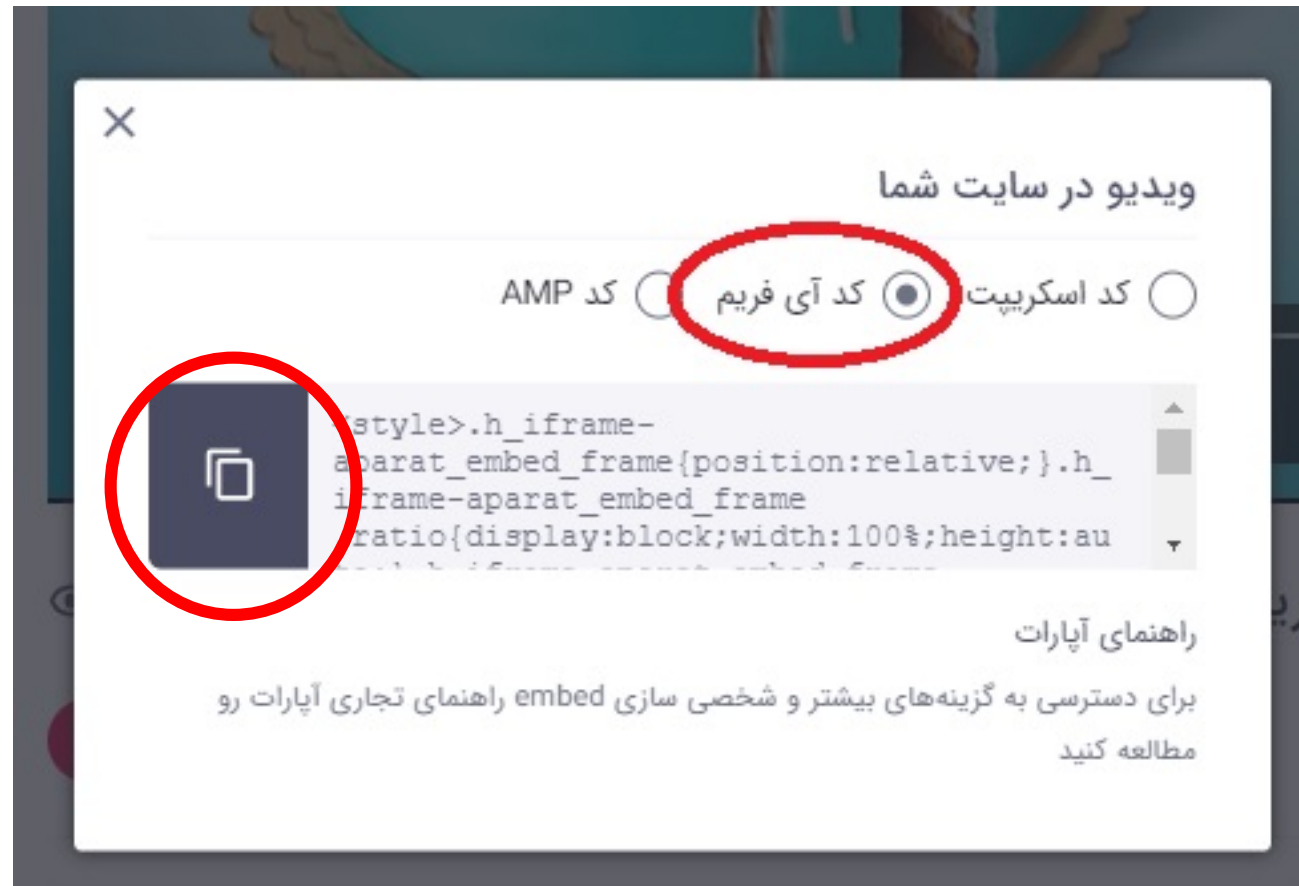 ویدیو در سایت شما
کد اسکریپت کد آی فریم کد AMP
<style>.h_iframe-
aparat_embed_frame{position:relative;}.h_
iframe-aparat_embed_frame
.ratio{display:block;width:100%;height:au
راهنمای آپارات
برای دسترسی به گزینه‌های بیشتر و شخصی سازی embed راهنمای تجاری آپارات رو
مطالعه کنید